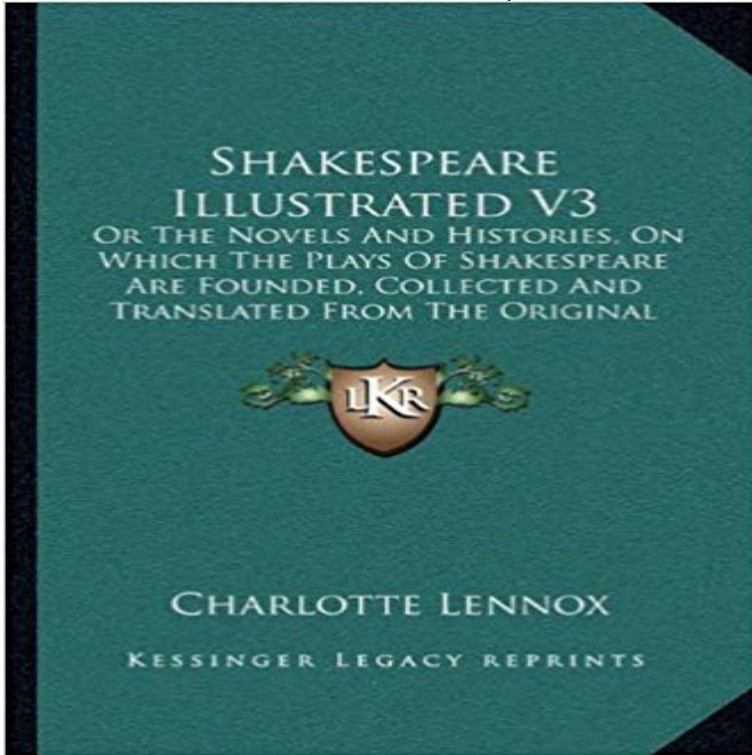 SHAKESPEARE
ILLUSTRATED V3
OR THE NOVELS AND HISTORIES, ON
WHICH THE PLAYS OF SHAKESPEARE
ARE FOUNDED, COLLECTED AND
TRANSLATED FROM THE ORIGINAL
LKR
CHARLOTTE LENNOX
KESSINGER LEGACY REPRINTS